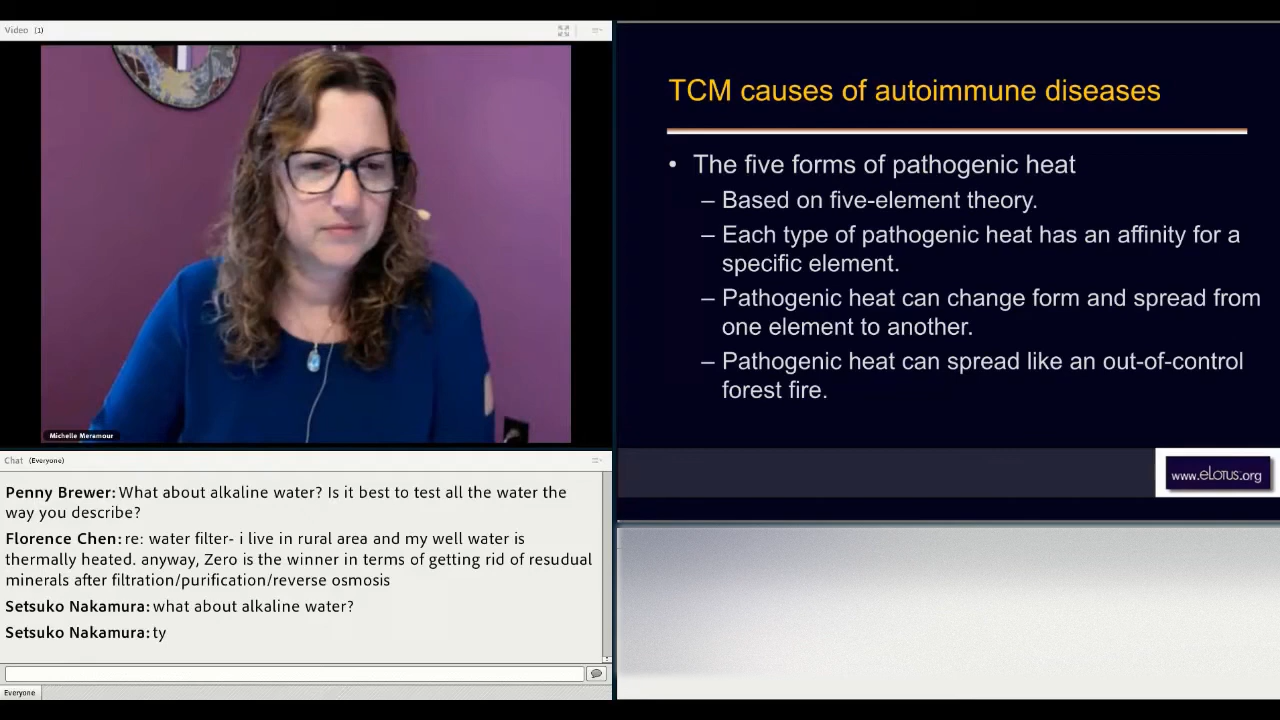 Video (1)
Michelle Meramour
Chat (Everyone)
Penny Brewer: What about alkaline water? Is it best to test all the water the
way you describe?
Florence Chen: re: water filter- i live in rural area and my well water is
thermally heated. anyway, Zero is the winner in terms of getting rid of resudual
minerals after filtration/purification/reverse osmosis
Setsuko Nakamura: what about alkaline water?
Setsuko Nakamura: ty
Everyone
TCM causes of autoimmune diseases
• The five forms of pathogenic heat
– Based on five-element theory.
– Each type of pathogenic heat has an affinity for a
specific element.
– Pathogenic heat can change form and spread from
one element to another.
– Pathogenic heat can spread like an out-of-control
forest fire.
www.eLotus.org